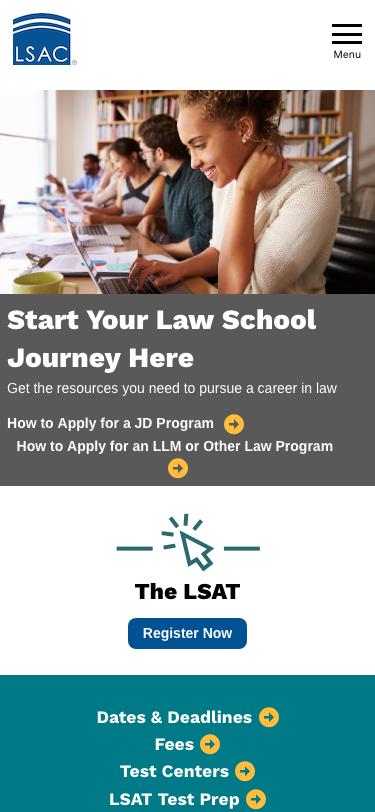 LSAC
Menu
Start Your Law School
Journey Here
Get the resources you need to pursue a career in law
How to Apply for a JD Program
How to Apply for an LLM or Other Law Program
The LSAT
Register Now
Dates & Deadlines
Fees
Test Centers
LSAT Test Prep